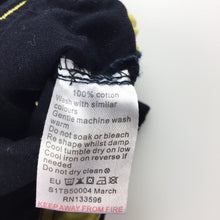 100% cotton
Wash with similar
colours
Gentle machine wash
warm
Do not soak or bleach
Re shape whilst damp
Cool tumble dry on low
Cool iron on reverse if
needed
Do not dry clean
EU
S1TBS0004 March
RN133596
KEEP AWAY FROM FIRE